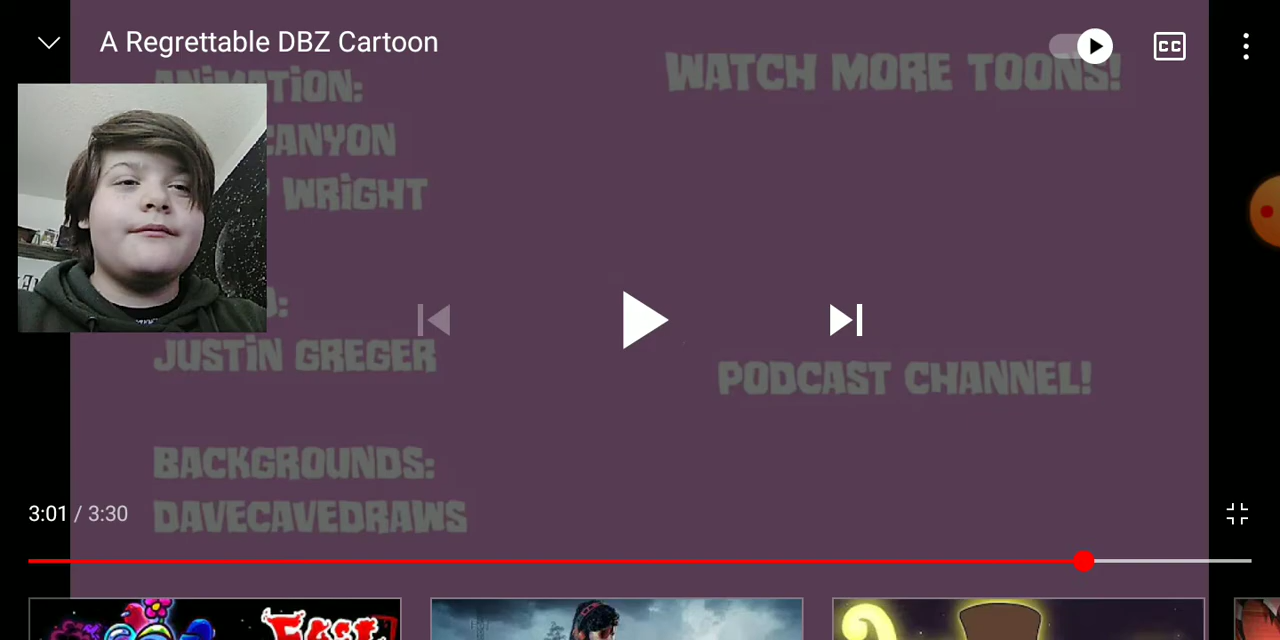 A Regrettable DBZ Cartoon
WATCH MORE TOONS!
ANiMATiON:
CANYON
WRiGHT
JUSTiN GREGER
PODCAST CHANNEL!
BACKGROUNDS:
DAVECAVEDRAWS
3:01 / 3:30
CC